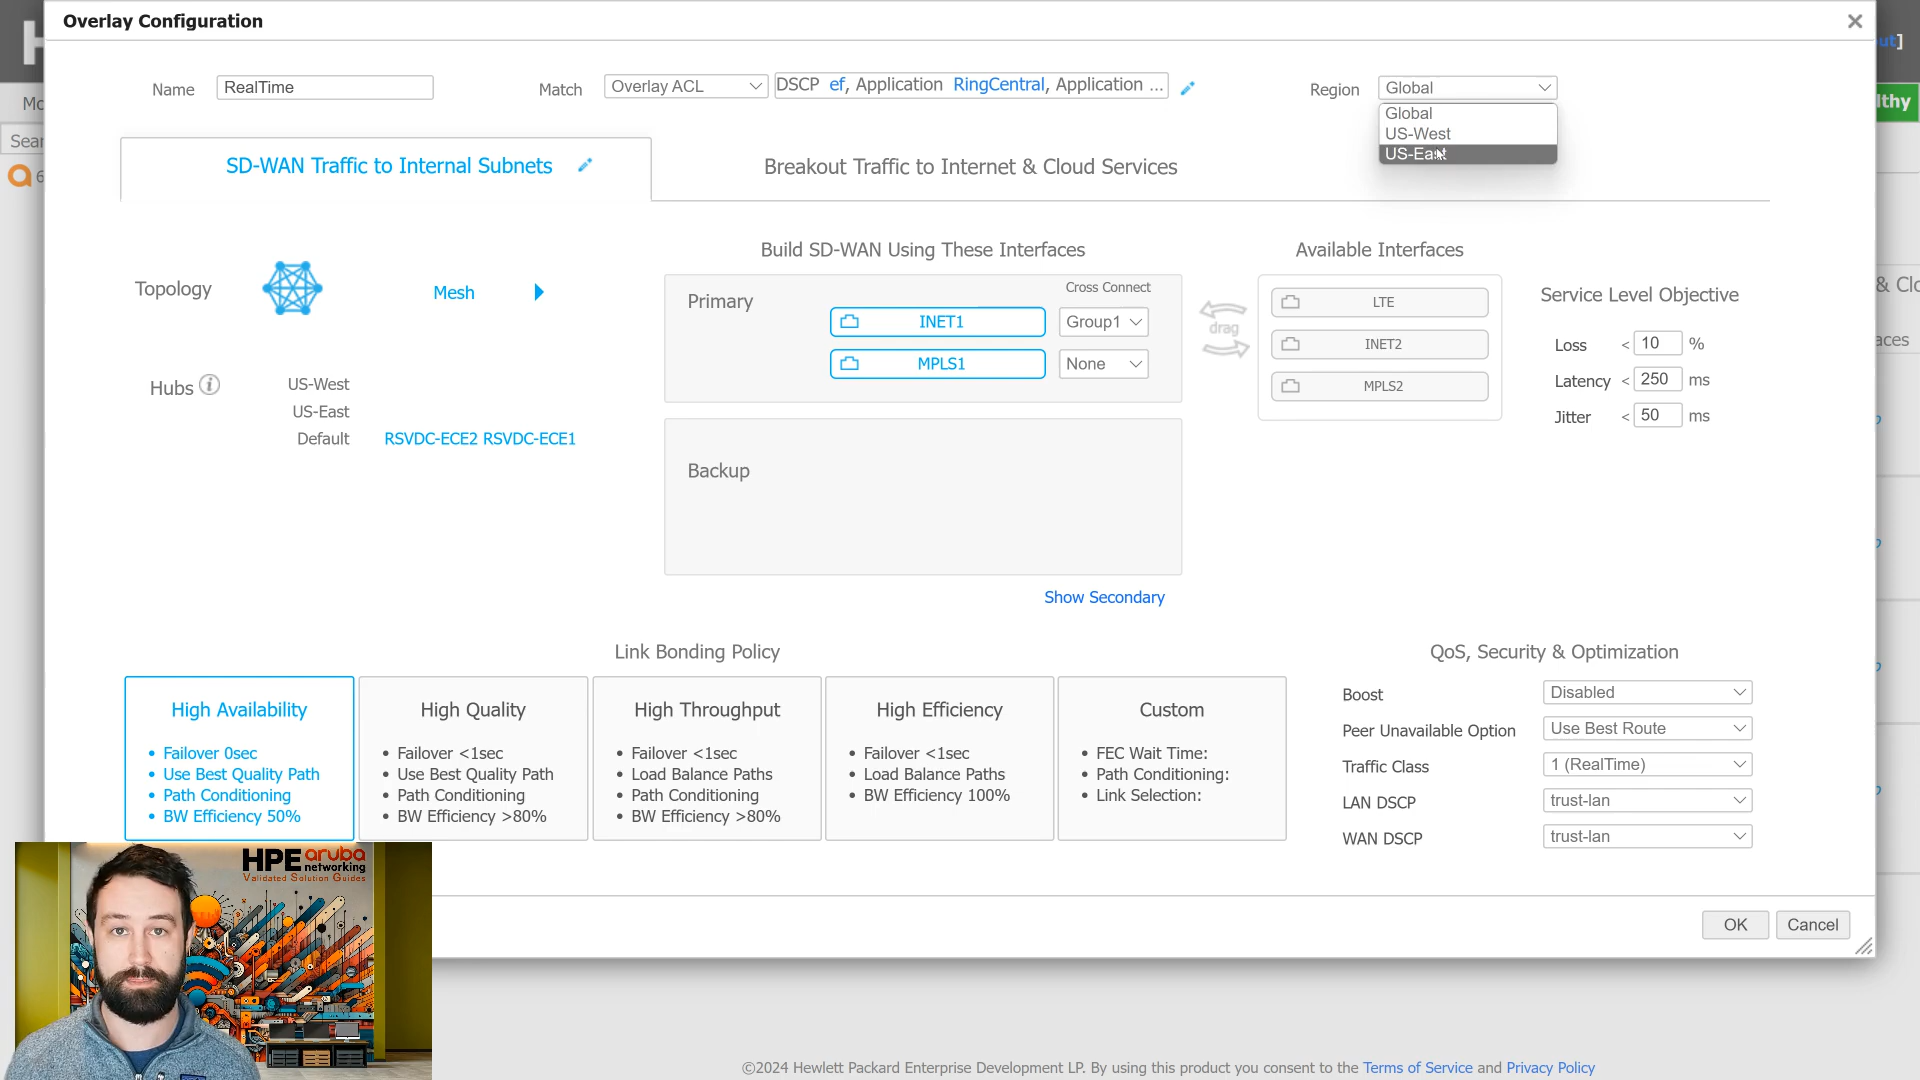 Overlay Configuration
ut]
Name RealTime Match Overlay ACL DSCP ef, Application RingCentral, Application ... Region Global
Global
US-West
US-East
Mo
lthy
Sear
6
SD-WAN Traffic to Internal Subnets
Breakout Traffic to Internet & Cloud Services
Topology
Mesh
Hubs
US-West
US-East
Default RSVDC-ECE2 RSVDC-ECE1
Build SD-WAN Using These Interfaces
Primary
Cross Connect
INET1 Group1
MPLS1 None
drag
Backup
Show Secondary
Available Interfaces
LTE
INET2
MPLS2
Service Level Objective
Loss < 10 %
Latency < 250 ms
Jitter < 50 ms
& Clo
aces
Link Bonding Policy
High Availability
• Failover 0sec
• Use Best Quality Path
• Path Conditioning
• BW Efficiency 50%
High Quality
• Failover <1sec
• Use Best Quality Path
• Path Conditioning
• BW Efficiency >80%
High Throughput
• Failover <1sec
• Load Balance Paths
• Path Conditioning
• BW Efficiency >80%
High Efficiency
• Failover <1sec
• Load Balance Paths
• BW Efficiency 100%
Custom
• FEC Wait Time:
• Path Conditioning:
• Link Selection:
QoS, Security & Optimization
Boost Disabled
Peer Unavailable Option Use Best Route
Traffic Class 1 (RealTime)
LAN DSCP trust-lan
WAN DSCP trust-lan
HPE aruba
networking
Validated Solution Guides
OK Cancel
©2024 Hewlett Packard Enterprise Development LP. By using this product you consent to the Terms of Service and Privacy Policy